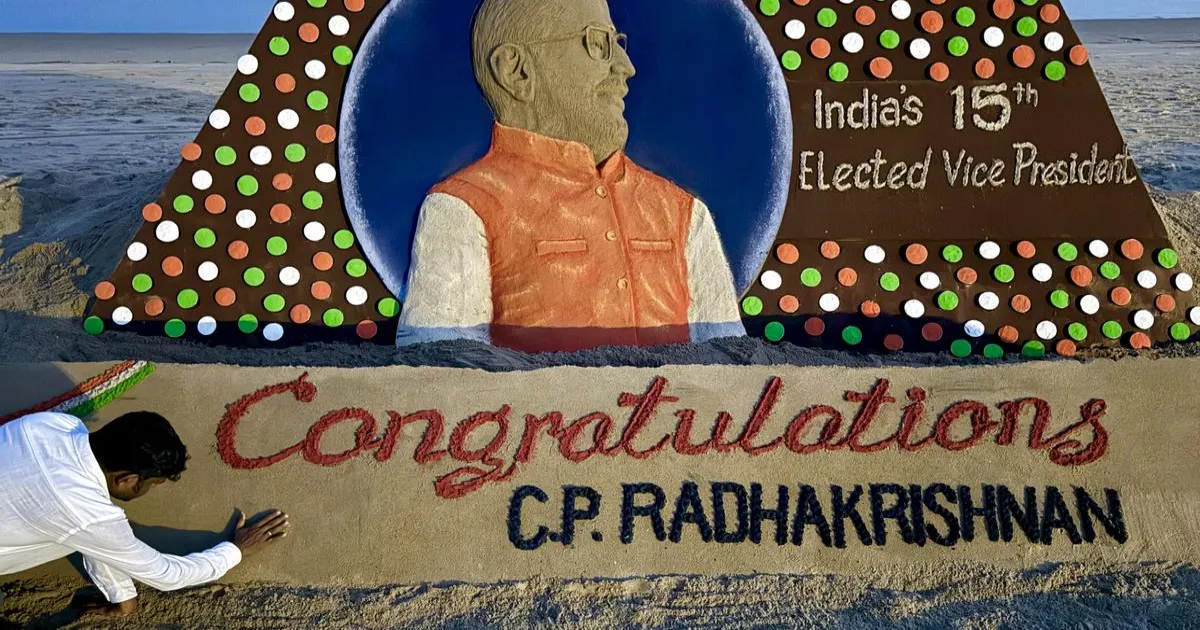 India's 15th
Elected Vice President
Congratulations
C.P. RADHAKRISHNAN